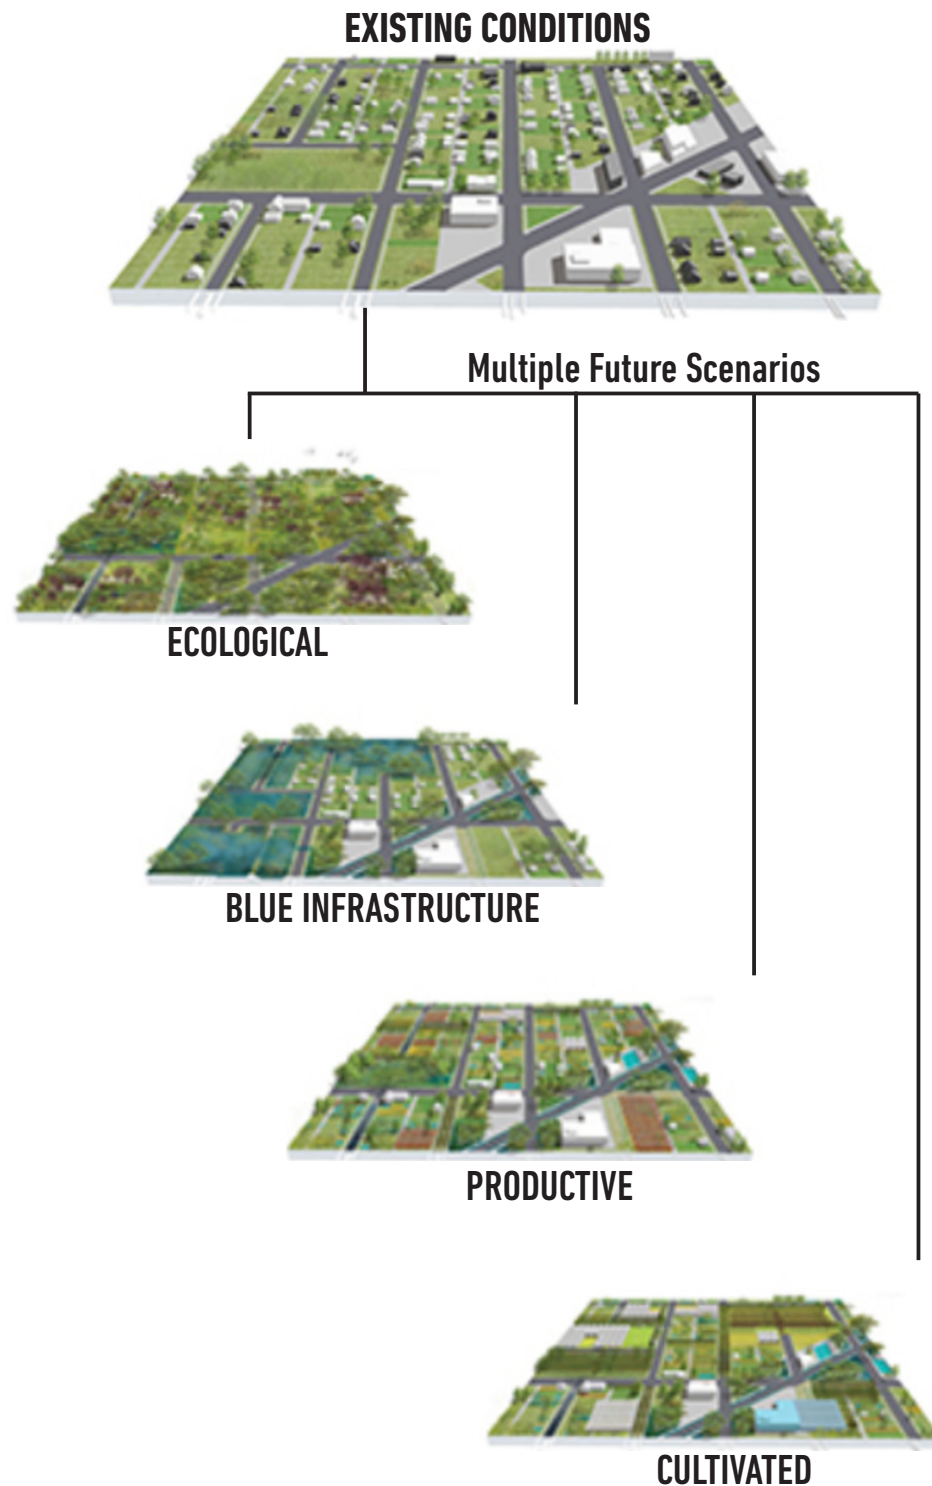 EXISTING CONDITIONS
Multiple Future Scenarios
ECOLOGICAL
BLUE INFRASTRUCTURE
PRODUCTIVE
CULTIVATED